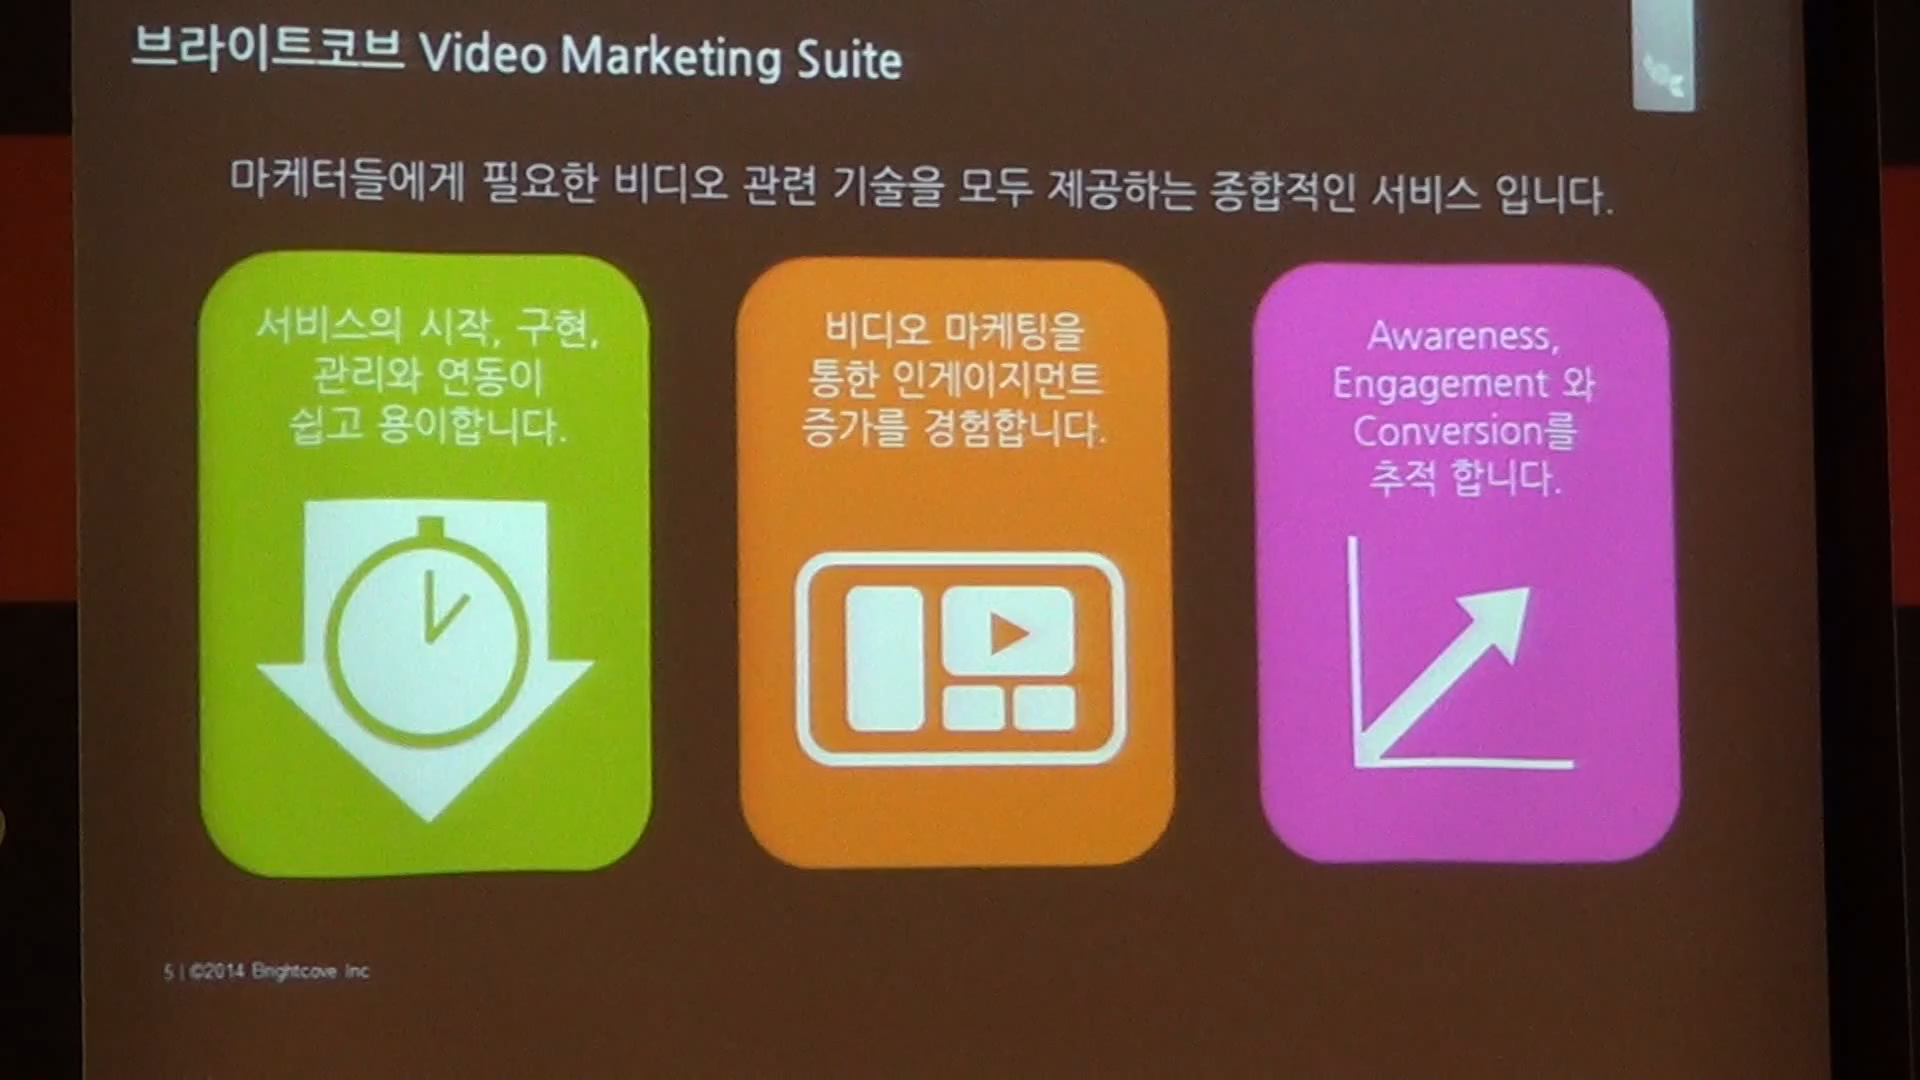 브라이트코브 Video Marketing Suite
마케터들에게 필요한 비디오 관련 기술을 모두 제공하는 종합적인 서비스 입니다.
서비스의 시작, 구현,
관리와 연동이
쉽고 용이합니다.
비디오 마케팅을
통한 인게이지먼트
증가를 경험합니다.
Awareness,
Engagement 와
Conversion를
추적 합니다.
5 | ©2014 Brightcove Inc